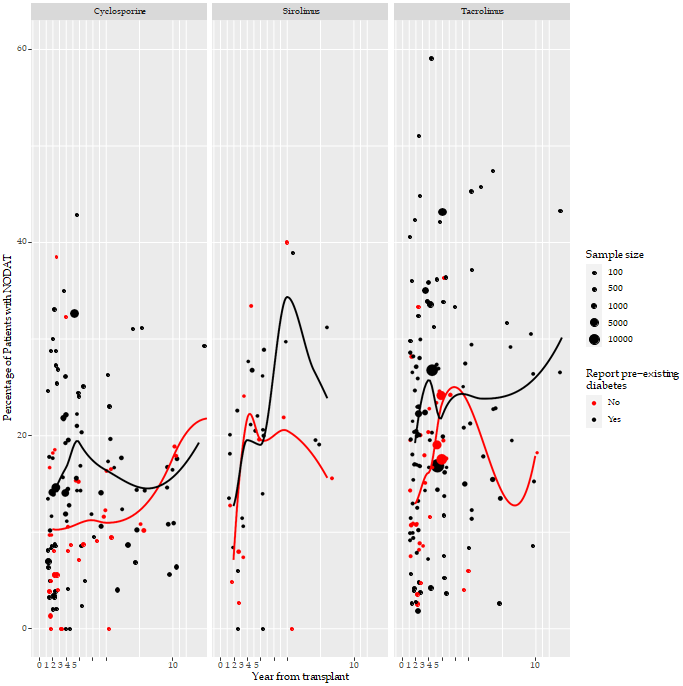 Cyclosporine Sirolimus Tacrolimus
60
40
20
0
Percentage of Patients with NODAT
0 1 2 3 4 5 10 0 1 2 3 4 5 10 0 1 2 3 4 5 10
Year from transplant
Sample size
100
500
1000
5000
10000
Report pre-existing
diabetes
No
Yes